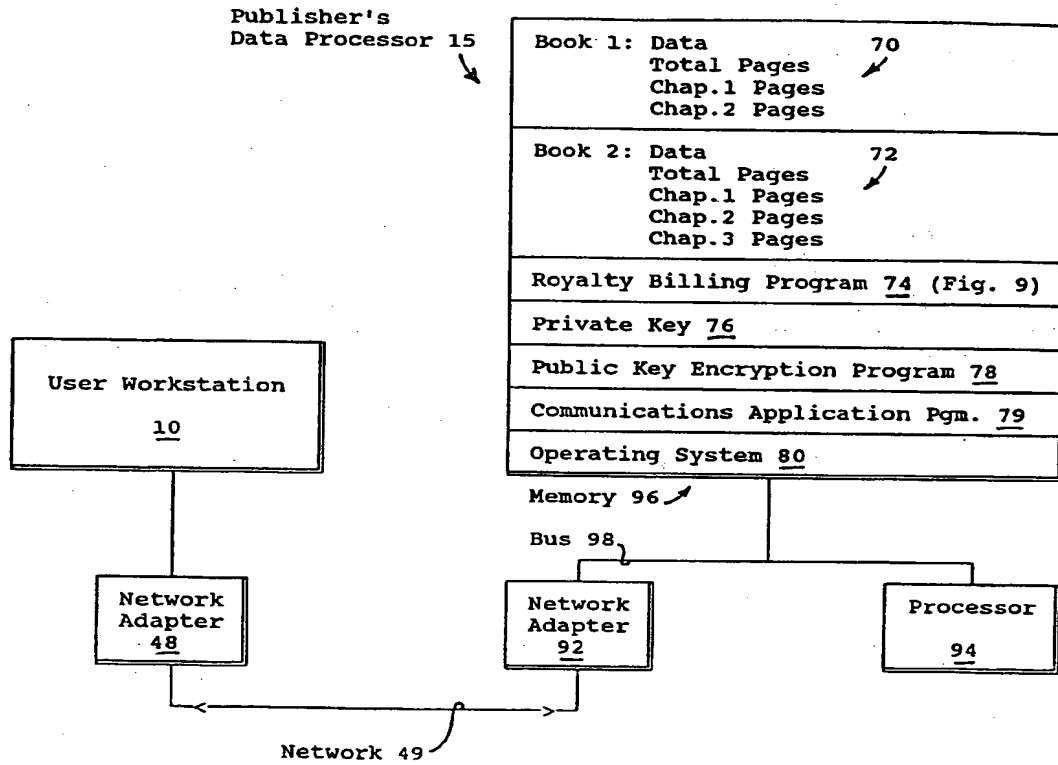 Publisher's
Data Processor 15
Book 1: Data 70
Total Pages
Chap.1 Pages
Chap.2 Pages
Book 2: Data 72
Total Pages
Chap.1 Pages
Chap.2 Pages
Chap.3 Pages
Royalty Billing Program 74 (Fig. 9)
Private Key 76
Public Key Encryption Program 78
Communications Application Pgm. 79
Operating System 80
Memory 96
Bus 98
User Workstation
10
Network
Adapter
48
Network
Adapter
92
Processor
94
Network 49